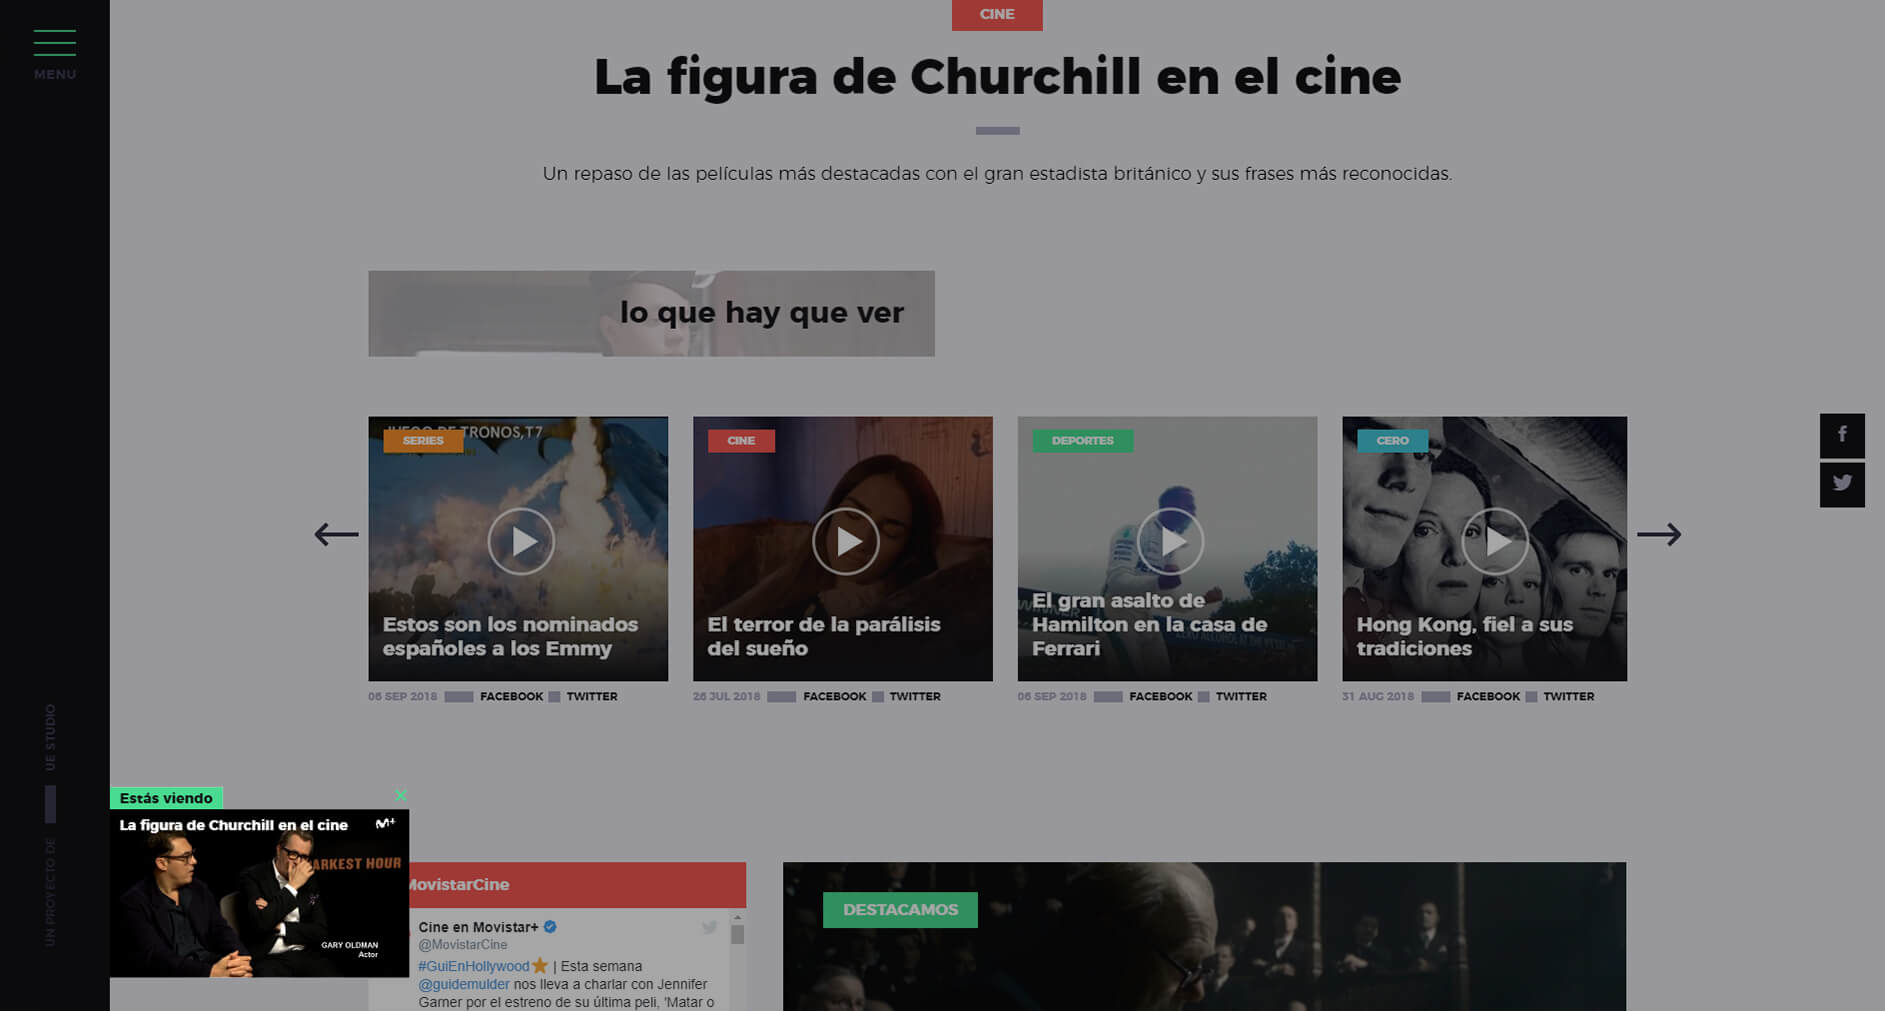 MENU
CINE
La figura de Churchill en el cine
Un repaso de las películas más destacadas con el gran estadista británico y sus frases más reconocidas.
lo que hay que ver
JUEGO DE TRONOS, T7
SERIES
Estos son los nominados
españoles a los Emmy
06 SEP 2018 FACEBOOK TWITTER
CINE
El terror de la parálisis
del sueño
26 JUL 2018 FACEBOOK TWITTER
DEPORTES
WINNER
El gran asalto de
Hamilton en la casa de
Ferrari
06 SEP 2018 FACEBOOK TWITTER
CERO
Hong Kong, fiel a sus
tradiciones
31 AUG 2018 FACEBOOK TWITTER
UN PROYECTO DE UE STUDIO
Estás viendo
La figura de Churchill en el cine
M+
ARKEST HOUR
GARY OLDMAN
Actor
MovistarCine
Cine en Movistar+
@MovistarCine
#GuiEnHollywood | Esta semana
@guidemulder nos lleva a charlar con Jennifer
Garner por el estreno de su última peli, 'Matar o
DESTACAMOS